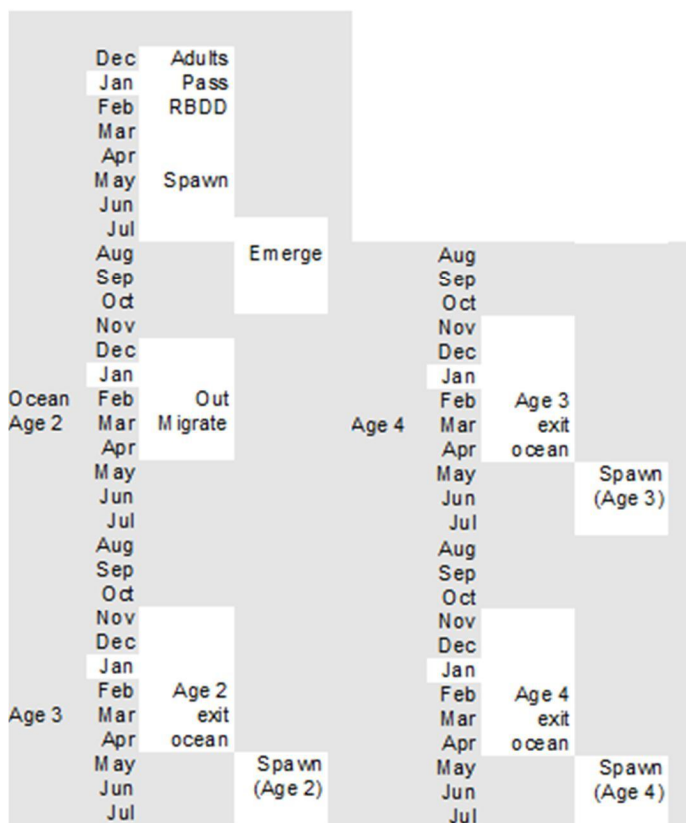 Dec Adults
Jan Pass
Feb RBDD
Mar
Apr
May Spawn
Jun
Jul
Aug Emerge
Sep
Oct
Nov
Dec
Jan
Ocean Feb Out
Age 2 Mar Migrate
Apr
May
Jun
Jul
Aug
Sep
Oct
Nov
Dec
Jan
Feb Age 2
Age 3 Mar exit
Apr ocean
May Spawn
Jun (Age 2)
Jul
Aug
Sep
Oct
Nov
Dec
Jan
Feb Age 3
Age 4 Mar exit
Apr ocean
May Spawn
Jun (Age 3)
Jul
Aug
Sep
Oct
Nov
Dec
Jan
Feb Age 4
Mar exit
Apr ocean
May Spawn
Jun (Age 4)
Jul